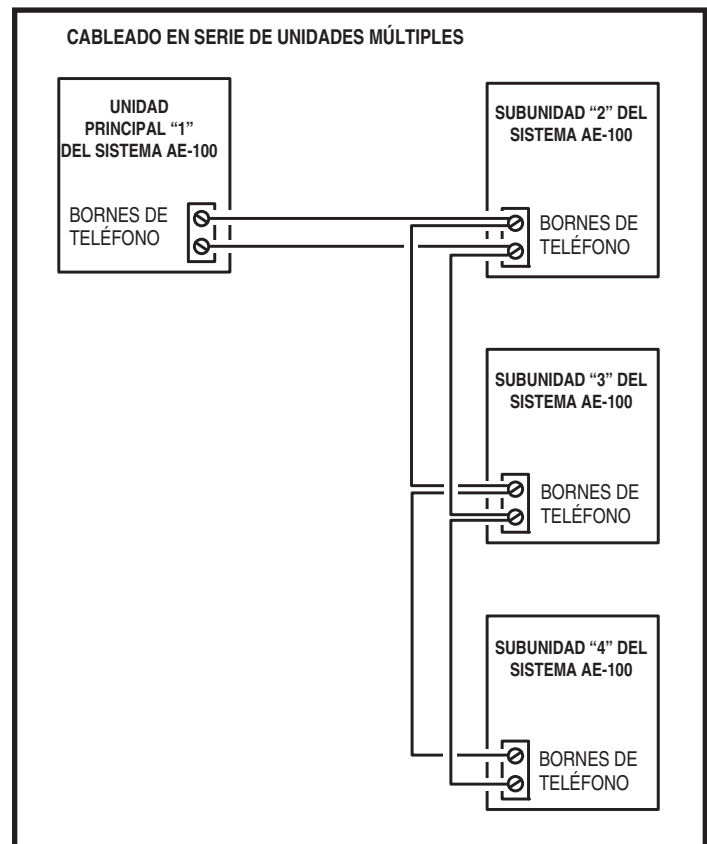 CABLEADO EN SERIE DE UNIDADES MÚLTIPLES
UNIDAD
PRINCIPAL “1”
DEL SISTEMA AE-100
BORNES DE
TELÉFONO
SUBUNIDAD “2” DEL
SISTEMA AE-100
BORNES DE
TELÉFONO
SUBUNIDAD “3” DEL
SISTEMA AE-100
BORNES DE
TELÉFONO
SUBUNIDAD “4” DEL
SISTEMA AE-100
BORNES DE
TELÉFONO